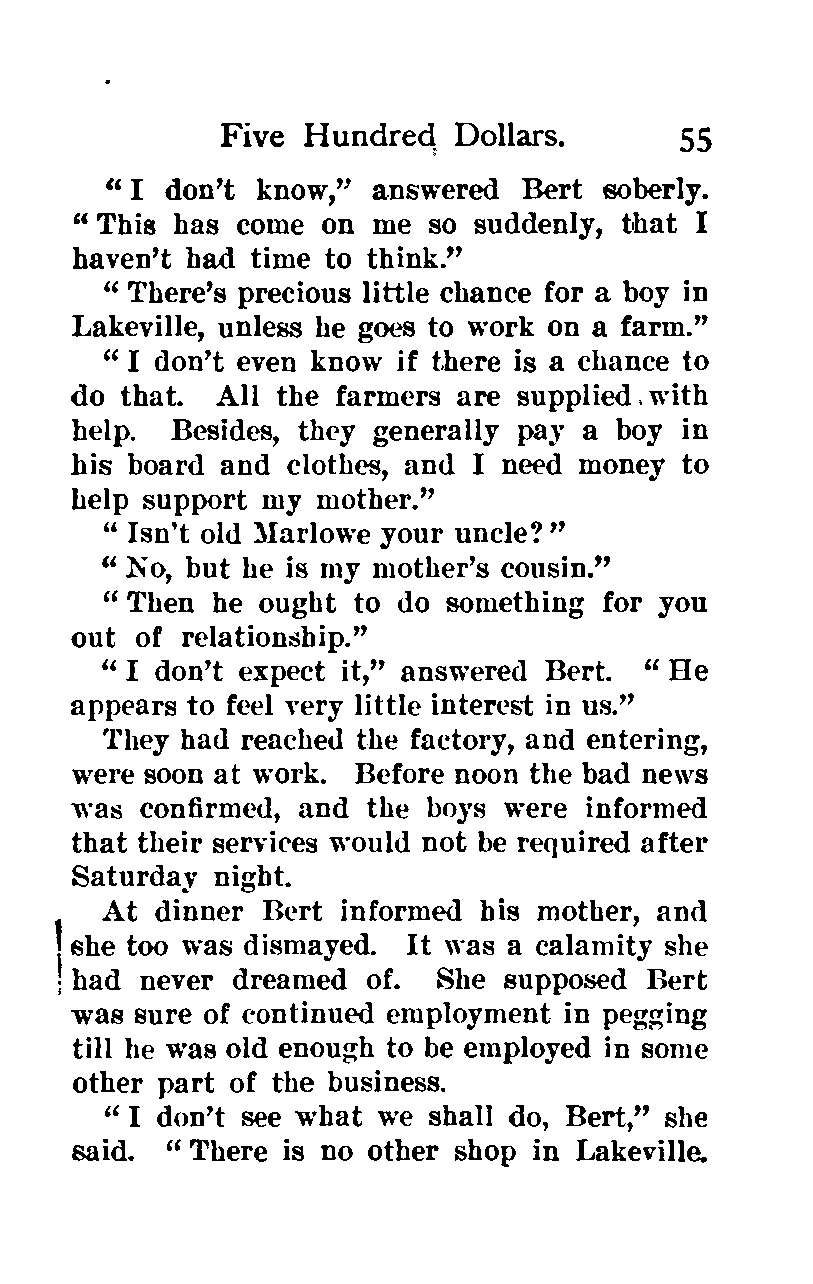 Five Hundred Dollars. 55
“ I don't know,” answered Bert soberly.
“ This has come on me so suddenly, that I
haven't had time to think.”
“ There's precious little chance for a boy in
Lakeville, unless he goes to work on a farm.”
“ I don't even know if there is a chance to
do that. All the farmers are supplied with
help. Besides, they generally pay a boy in
his board and clothes, and I need money to
help support my mother.”
“ Isn't old Marlowe your uncle? ”
“ No, but he is my mother's cousin.”
“ Then he ought to do something for you
out of relationship.”
“ I don't expect it,” answered Bert. “ He
appears to feel very little interest in us.”
They had reached the factory, and entering,
were soon at work. Before noon the bad news
was confirmed, and the boys were informed
that their services would not be required after
Saturday night.
At dinner Bert informed his mother, and
she too was dismayed. It was a calamity she
had never dreamed of. She supposed Bert
was sure of continued employment in pegging
till he was old enough to be employed in some
other part of the business.
“ I don't see what we shall do, Bert,” she
said. “ There is no other shop in Lakeville.